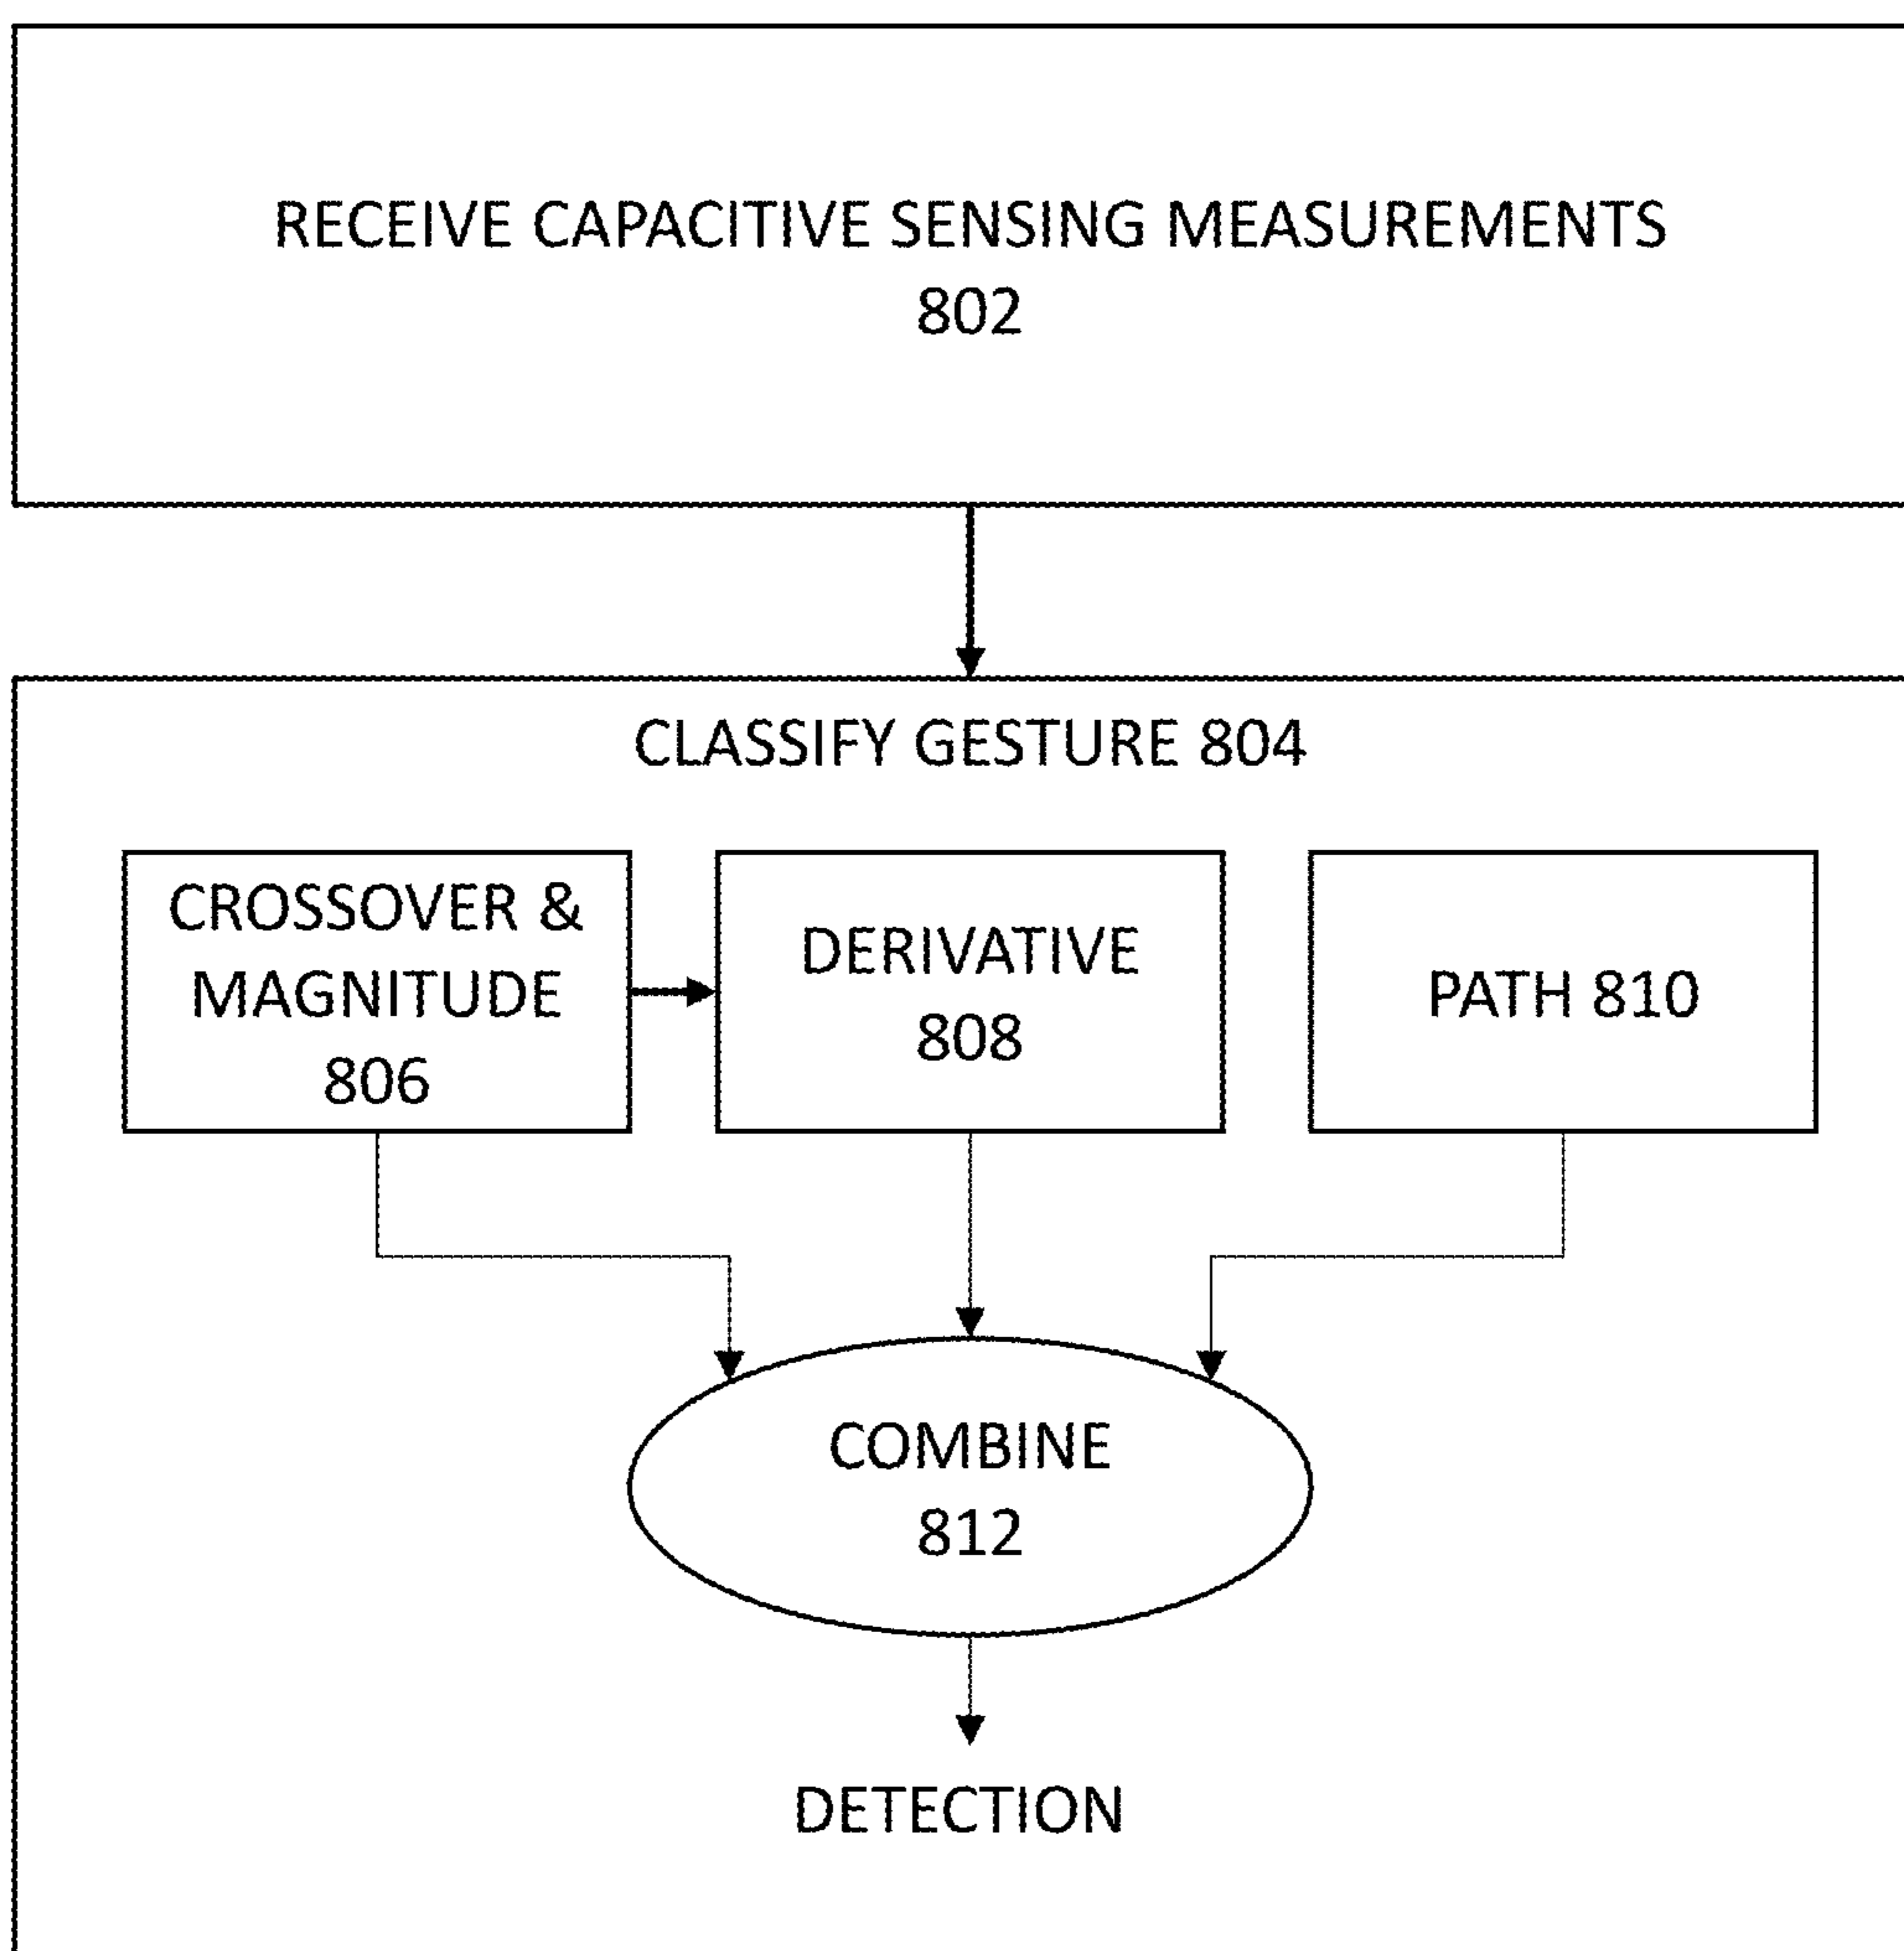 RECEIVE CAPACITIVE SENSING MEASUREMENTS
802
CLASSIFY GESTURE 804
CROSSOVER &
MAGNITUDE
806
DERIVATIVE
808
PATH 810
COMBINE
812
DETECTION